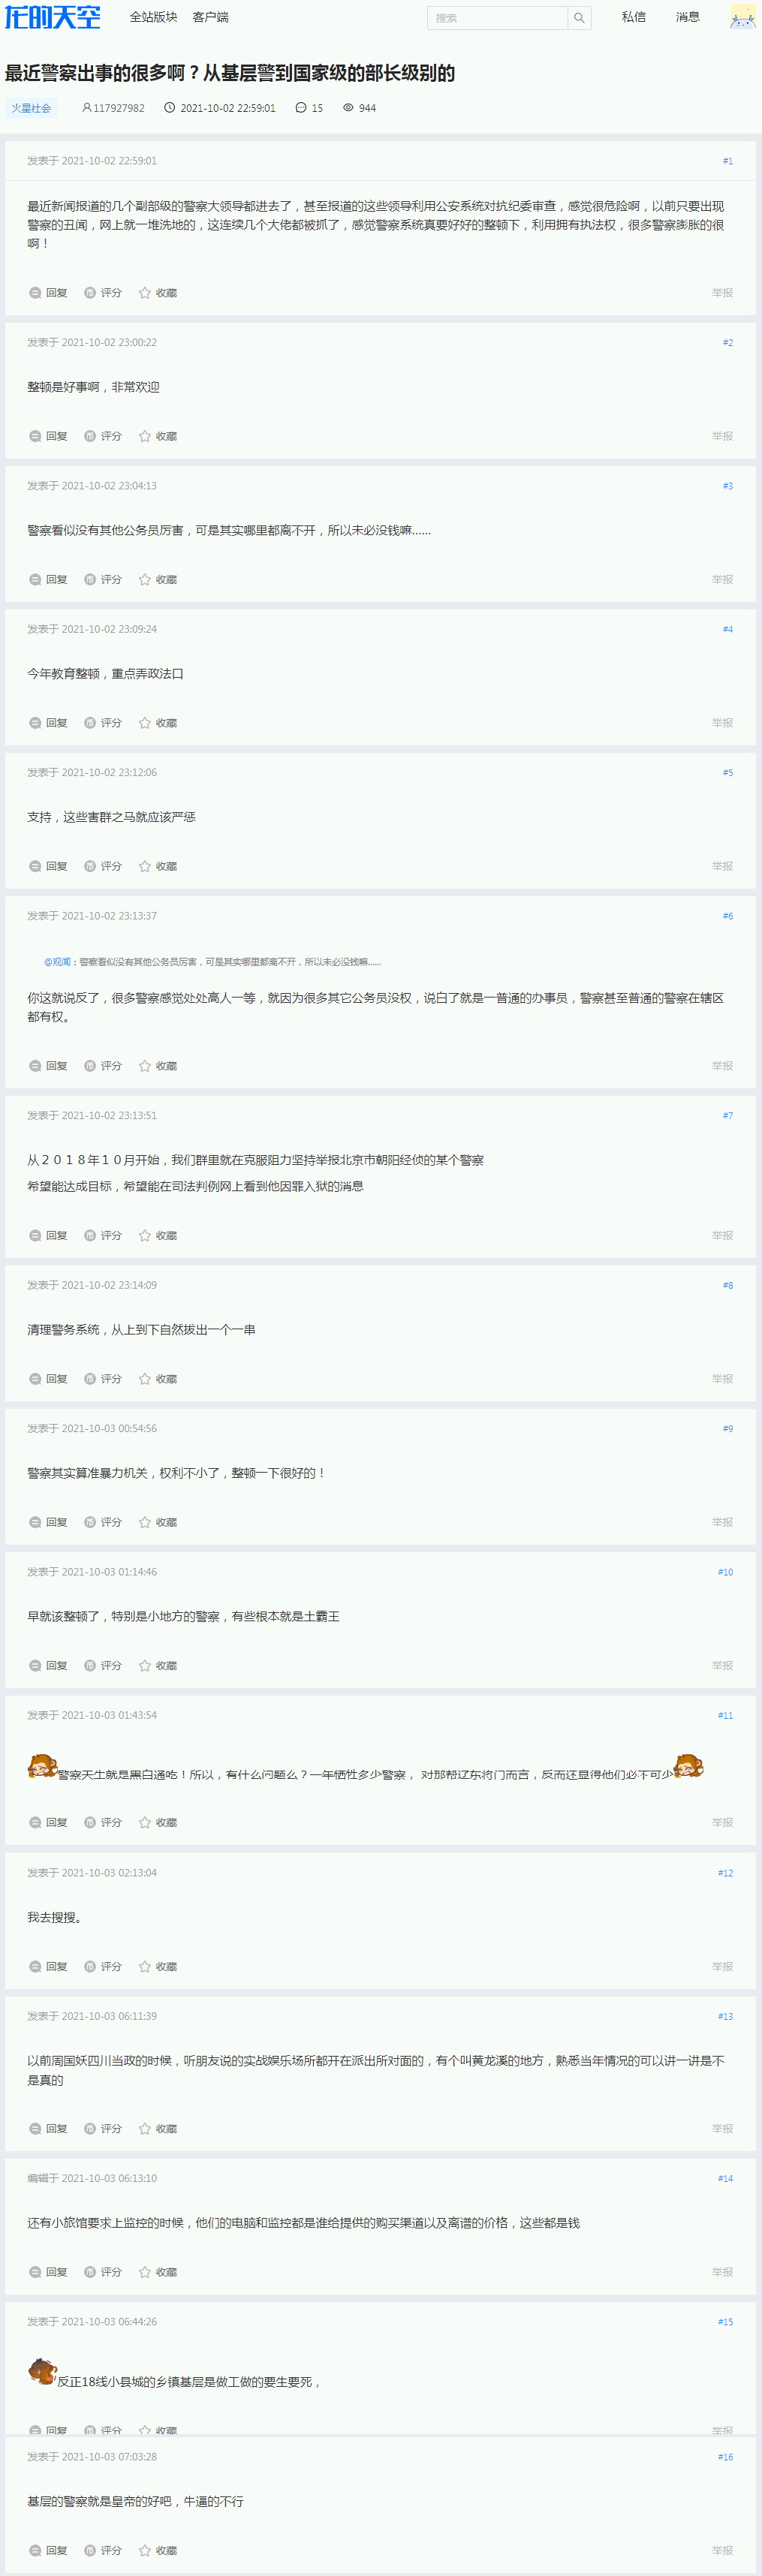 龙的天空
全站版块 客户端
搜索
私信 消息
最近警察出事的很多啊？从基层警到国家级的部长级别的
火星社会 117927982 2021-10-02 22:59:01 15 944
发表于 2021-10-02 22:59:01 #1
最近新闻报道的几个副部级的警察大领导都进去了，甚至报道的这些领导利用公安系统对抗纪委审查，感觉很危险啊，以前只要出现
警察的丑闻，网上就一堆洗地的，这连续几个大佬都被抓了，感觉警察系统真要好好的整顿下，利用拥有执法权，很多警察膨胀的很
啊！
回复 评分 收藏 举报
发表于 2021-10-02 23:00:22 #2
整顿是好事啊，非常欢迎
回复 评分 收藏 举报
发表于 2021-10-02 23:04:13 #3
警察看似没有其他公务员厉害，可是其实哪里都离不开，所以未必没钱嘛......
回复 评分 收藏 举报
发表于 2021-10-02 23:09:24 #4
今年教育整顿，重点弄政法口
回复 评分 收藏 举报
发表于 2021-10-02 23:12:06 #5
支持，这些害群之马就应该严惩
回复 评分 收藏 举报
发表于 2021-10-02 23:13:37 #6
@观闻：警察看似没有其他公务员厉害，可是其实哪里都离不开，所以未必没钱嘛......
你这就说反了，很多警察感觉处处高人一等，就因为很多其它公务员没权，说白了就是一普通的办事员，警察甚至普通的警察在辖区
都有权。
回复 评分 收藏 举报
发表于 2021-10-02 23:13:51 #7
从２０１８年１０月开始，我们群里就在克服阻力坚持举报北京市朝阳经侦的某个警察
希望能达成目标，希望能在司法判例网上看到他因罪入狱的消息
回复 评分 收藏 举报
发表于 2021-10-02 23:14:09 #8
清理警务系统，从上到下自然拔出一个一串
回复 评分 收藏 举报
发表于 2021-10-03 00:54:56 #9
警察其实算准暴力机关，权利不小了，整顿一下很好的！
回复 评分 收藏 举报
发表于 2021-10-03 01:14:46 #10
早就该整顿了，特别是小地方的警察，有些根本就是土霸王
回复 评分 收藏 举报
发表于 2021-10-03 01:43:54 #11
警察天生就是黑白通吃！所以，有什么问题么？一年牺牲多少警察， 对那帮辽东将门而言，反而还显得他们必不可少
回复 评分 收藏 举报
发表于 2021-10-03 02:13:04 #12
我去搜搜。
回复 评分 收藏 举报
发表于 2021-10-03 06:11:39 #13
以前周国妖四川当政的时候，听朋友说的实战娱乐场所都开在派出所对面的，有个叫黄龙溪的地方，熟悉当年情况的可以讲一讲是不
是真的
回复 评分 收藏 举报
编辑于 2021-10-03 06:13:10 #14
还有小旅馆要求上监控的时候，他们的电脑和监控都是谁给提供的购买渠道以及离谱的价格，这些都是钱
回复 评分 收藏 举报
发表于 2021-10-03 06:44:26 #15
反正18线小县城的乡镇基层是做工做的要生要死，
回复 评分 收藏 举报
发表于 2021-10-03 07:03:28 #16
基层的警察就是皇帝的好吧，牛逼的不行
回复 评分 收藏 举报